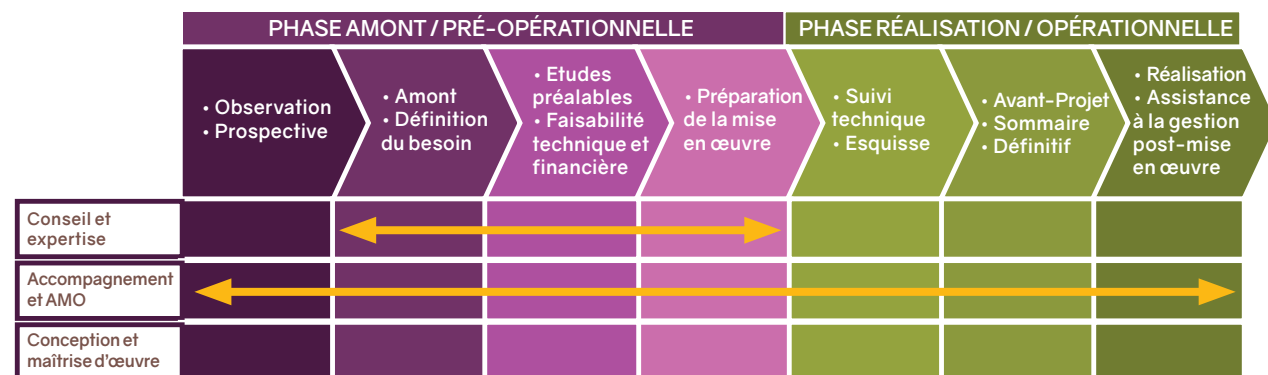 PHASE AMONT / PRÉ-OPÉRATIONNELLE
PHASE RÉALISATION / OPÉRATIONNELLE
• Observation
• Prospective
• Amont
• Définition
du besoin
• Etudes
préalables
• Faisabilité
technique et
financière
• Préparation
de la mise
en œuvre
• Suivi
technique
• Esquisse
• Avant-Projet
• Sommaire
• Définitif
• Réalisation
• Assistance
à la gestion
post-mise
en œuvre
Conseil et
expertise
Accompagnement
et AMO
Conception et
maîtrise d'œuvre